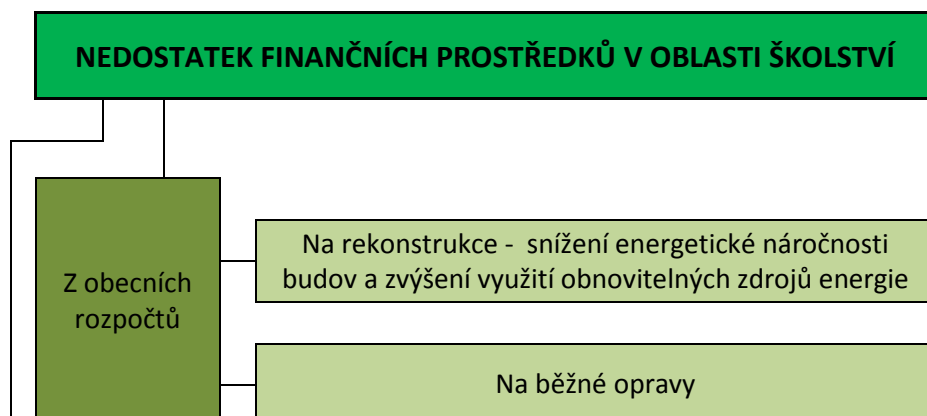 NEDOSTATEK FINANČNÍCH PROSTŘEDKŮ V OBLASTI ŠKOLSTVÍ
Z obecních
rozpočtů
Na rekonstrukce - snížení energetické náročnosti
budov a zvýšení využití obnovitelných zdrojů energie
Na běžné opravy